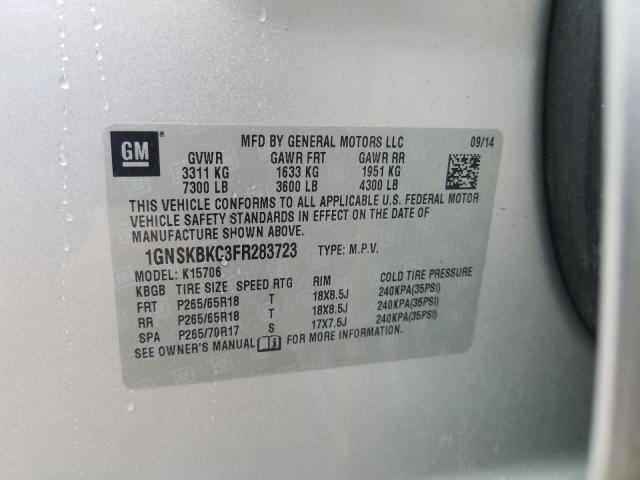 GM
MFD BY GENERAL MOTORS LLC 09/14
GVWR GAWR FRT GAWR RR
3311 KG 1633 KG 1951 KG
7300 LB 3600 LB 4300 LB
THIS VEHICLE CONFORMS TO ALL APPLICABLE U.S. FEDERAL MOTOR
VEHICLE SAFETY STANDARDS IN EFFECT ON THE DATE OF
MANUFACTURE SHOWN ABOVE.
1GNSKBKC3FR283723 TYPE: M.P.V.
MODEL: K15706
KBGB TIRE SIZE SPEED RTG RIM COLD TIRE PRESSURE
FRT P265/65R18 T 18X8.5J 240KPA(35PSI)
RR P265/65R18 T 18X8.5J 240KPA(35PSI)
SPA P265/70R17 S 17X7.5J 240KPA(35PSI)
SEE OWNER'S MANUAL FOR MORE INFORMATION.